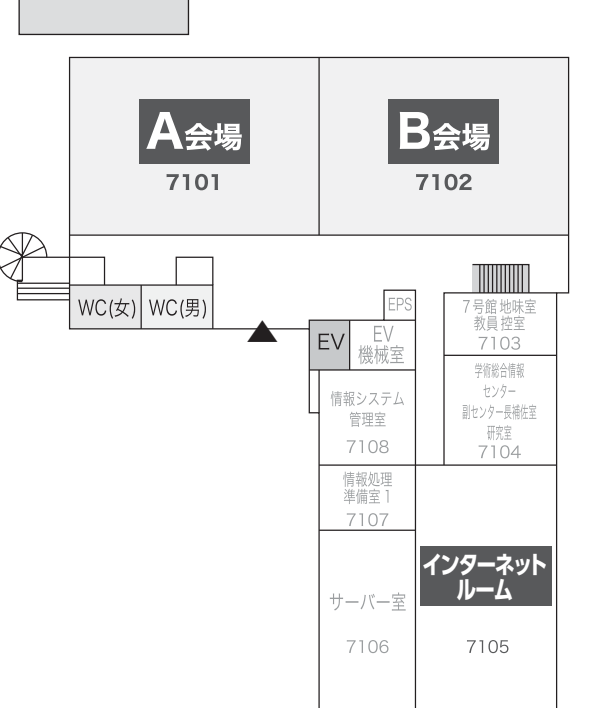 A会場
7101
B会場
7102
WC(女)
WC(男)
EPS
EV
EV
機械室
7号館 地味室
教員 控室
7103
学術総合情報
センター
副センター長補佐室
研究室
7104
情報システム
管理室
7108
情報処理
準備室1
7107
インターネット
ルーム
7105
サーバー室
7106